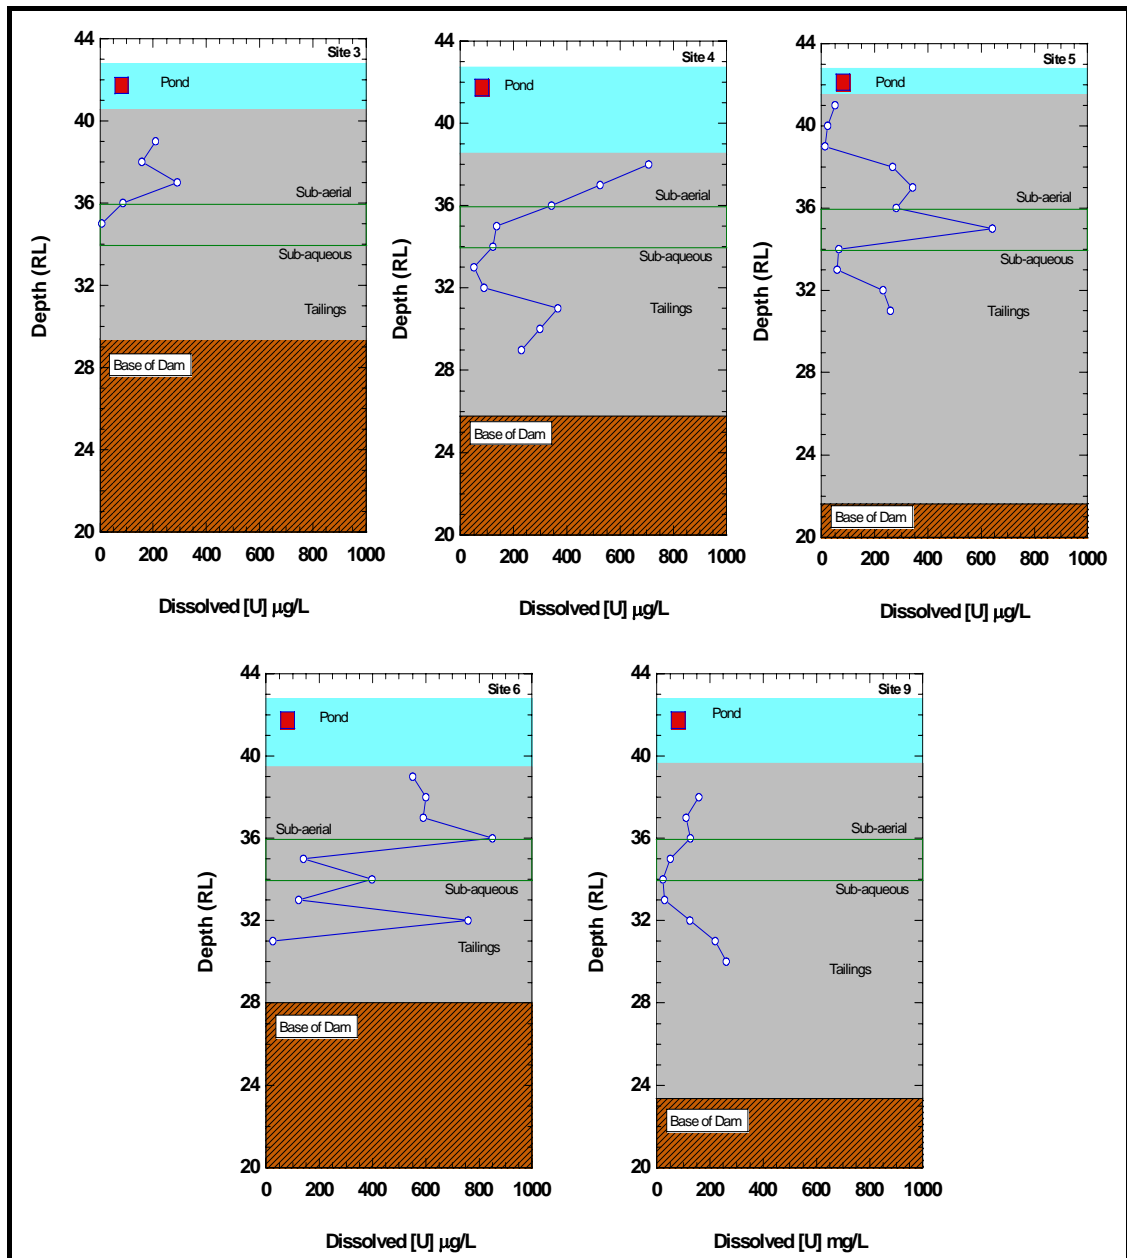 Site 3
Pond
Sub-aerial
Sub-aqueous
Tailings
Base of Dam
44
40
36
32
28
24
20
0 200 400 600 800 1000
Depth (RL)
Dissolved [U] μg/L
Site 4
Pond
Sub-aerial
Sub-aqueous
Tailings
Base of Dam
44
40
36
32
28
24
20
0 200 400 600 800 1000
Depth (RL)
Dissolved [U] μg/L
Site 5
Pond
Sub-aerial
Sub-aqueous
Tailings
Base of Dam
44
40
36
32
28
24
20
0 200 400 600 800 1000
Depth (RL)
Dissolved [U] μg/L
Site 6
Pond
Sub-aerial
Sub-aqueous
Tailings
Base of Dam
44
40
36
32
28
24
20
0 200 400 600 800 1000
Depth (RL)
Dissolved [U] μg/L
Site 9
Pond
Sub-aerial
Sub-aqueous
Tailings
Base of Dam
44
40
36
32
28
24
20
0 200 400 600 800 1000
Depth (RL)
Dissolved [U] mg/L